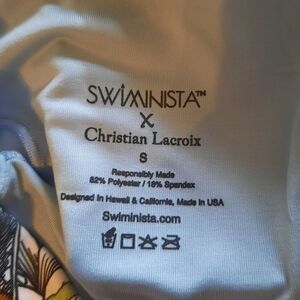 SWIMINISTA™
X
Christian Lacroix
S
Responsibly Made
82% Polyester / 18% Spandex
Designed In Hawaii & California, Made In USA
Swiminista.com